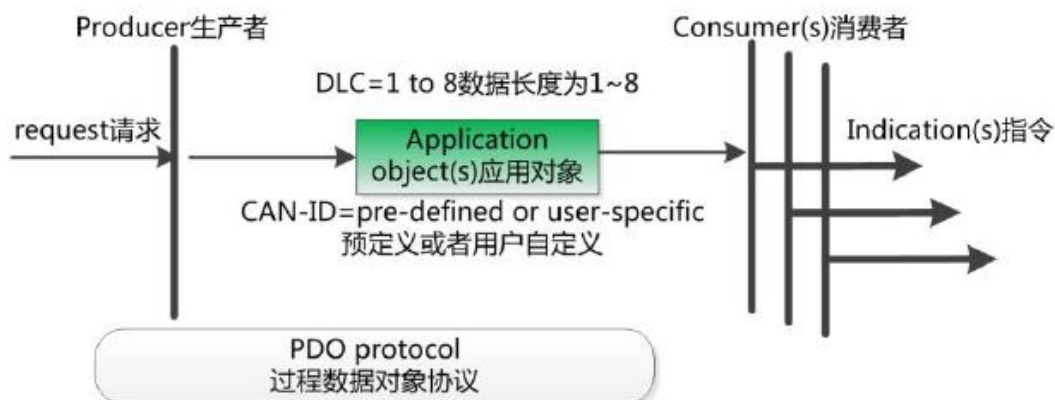 Producer生产者
Consumer(s)消费者
DLC=1 to 8数据长度为1~8
request请求
Application
object(s)应用对象
Indication(s)指令
CAN-ID=pre-defined or user-specific
预定义或者用户自定义
PDO protocol
过程数据对象协议